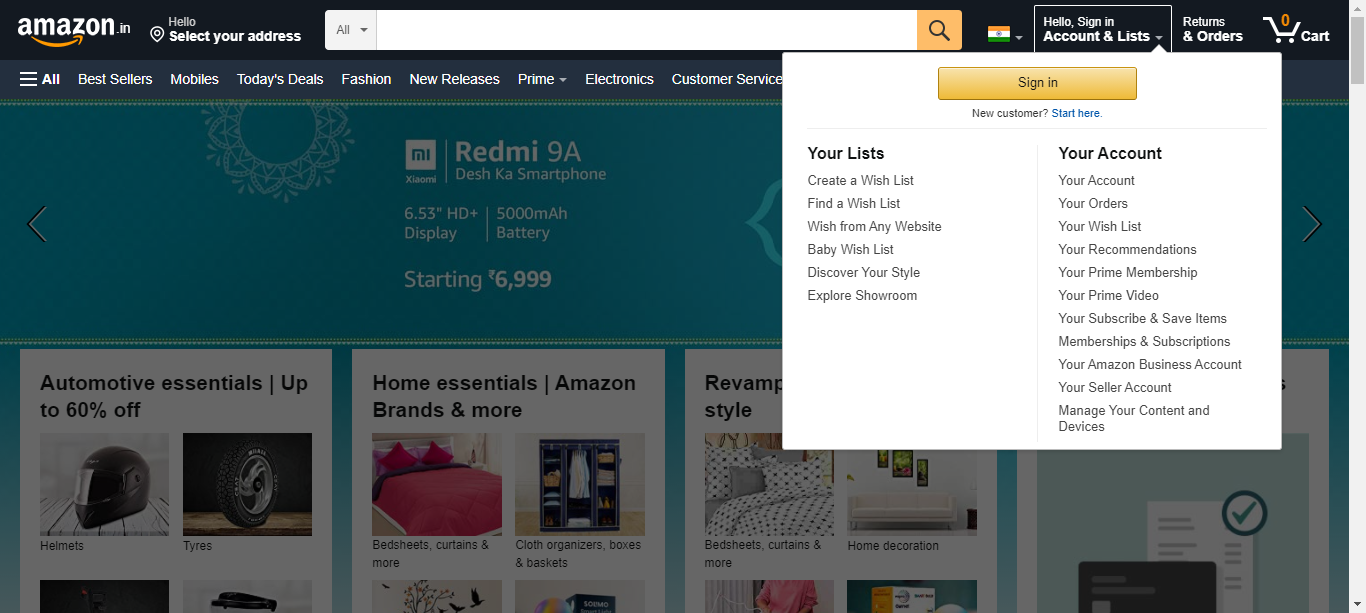 amazon.in
Hello
Select your address
All
Hello, Sign in
Account & Lists
Returns
& Orders
0
Cart
All
Best Sellers
Mobiles
Today's Deals
Fashion
New Releases
Prime
Electronics
Customer Service
Sign in
New customer? Start here.
Your Lists
Create a Wish List
Find a Wish List
Wish from Any Website
Baby Wish List
Discover Your Style
Explore Showroom
Your Account
Your Account
Your Orders
Your Wish List
Your Recommendations
Your Prime Membership
Your Prime Video
Your Subscribe & Save Items
Memberships & Subscriptions
Your Amazon Business Account
Your Seller Account
Manage Your Content and
Devices
mi
Xiaomi
Redmi 9A
Desh Ka Smartphone
6.53" HD+
Display
5000mAh
Battery
Starting ₹6,999
Automotive essentials | Up
to 60% off
Helmets
Tyres
Home essentials | Amazon
Brands & more
Bedsheets, curtains &
more
Cloth organizers, boxes
& baskets
Revamp
style
Bedsheets, curtains &
more
Home decoration
s